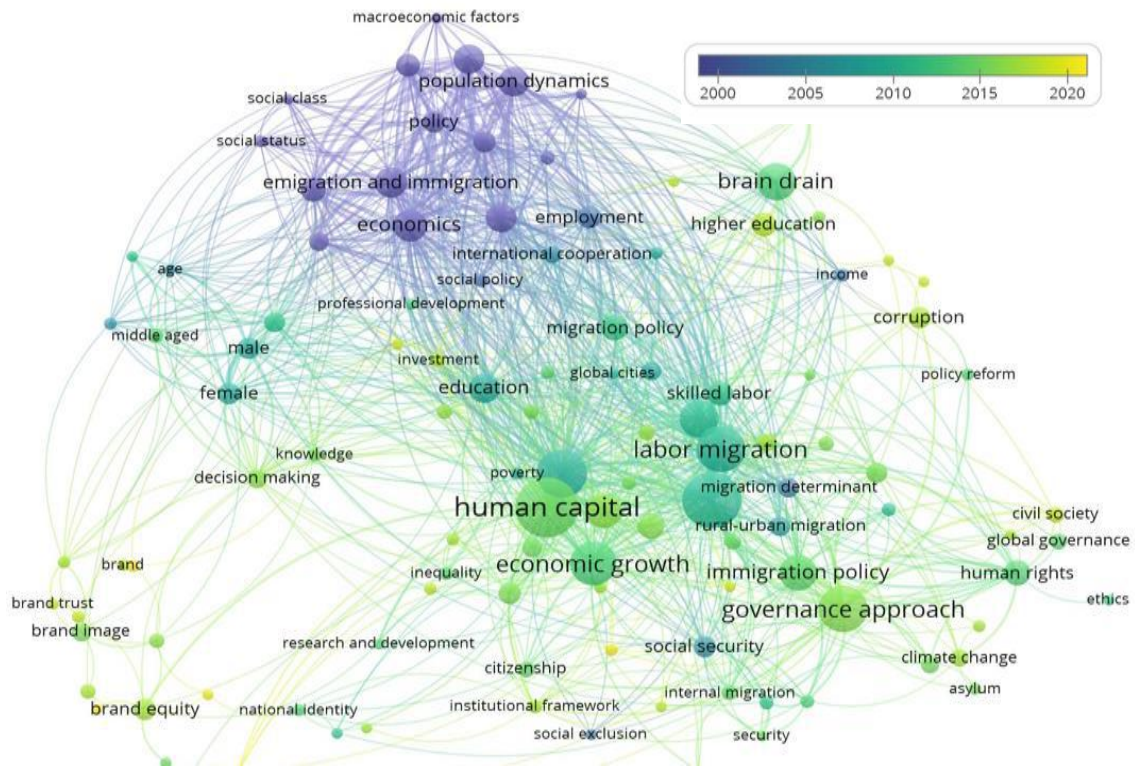 macroeconomic factors
population dynamics
2000 2005 2010 2015 2020
social class
policy
social status
brain drain
emigration and immigration
economics
employment
higher education
international cooperation
age
social policy
income
professional development
corruption
middle aged
migration policy
male
investment
global cities
policy reform
female
education
skilled labor
knowledge
labor migration
decision making
poverty
migration determinant
human capital
civil society
rural-urban migration
global governance
brand
economic growth
inequality
immigration policy
human rights
brand trust
ethics
governance approach
brand image
research and development
social security
climate change
citizenship
asylum
internal migration
brand equity
national identity
institutional framework
social exclusion
security